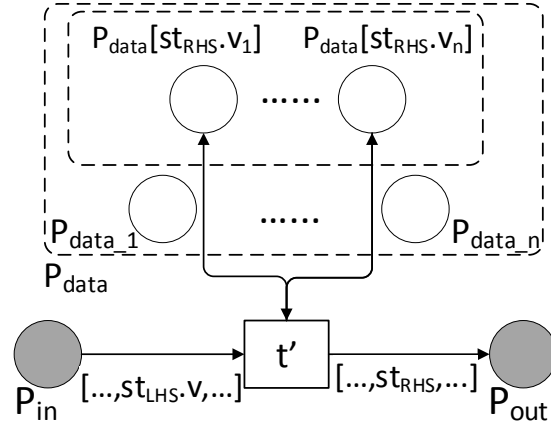 P_data[st_RHS.v_1] P_data[st_RHS.v_n]
......
P_data_1 ...... P_data_n
P_data
t'
[...,st_LHS.v,...] [...,st_RHS,...]
P_in P_out